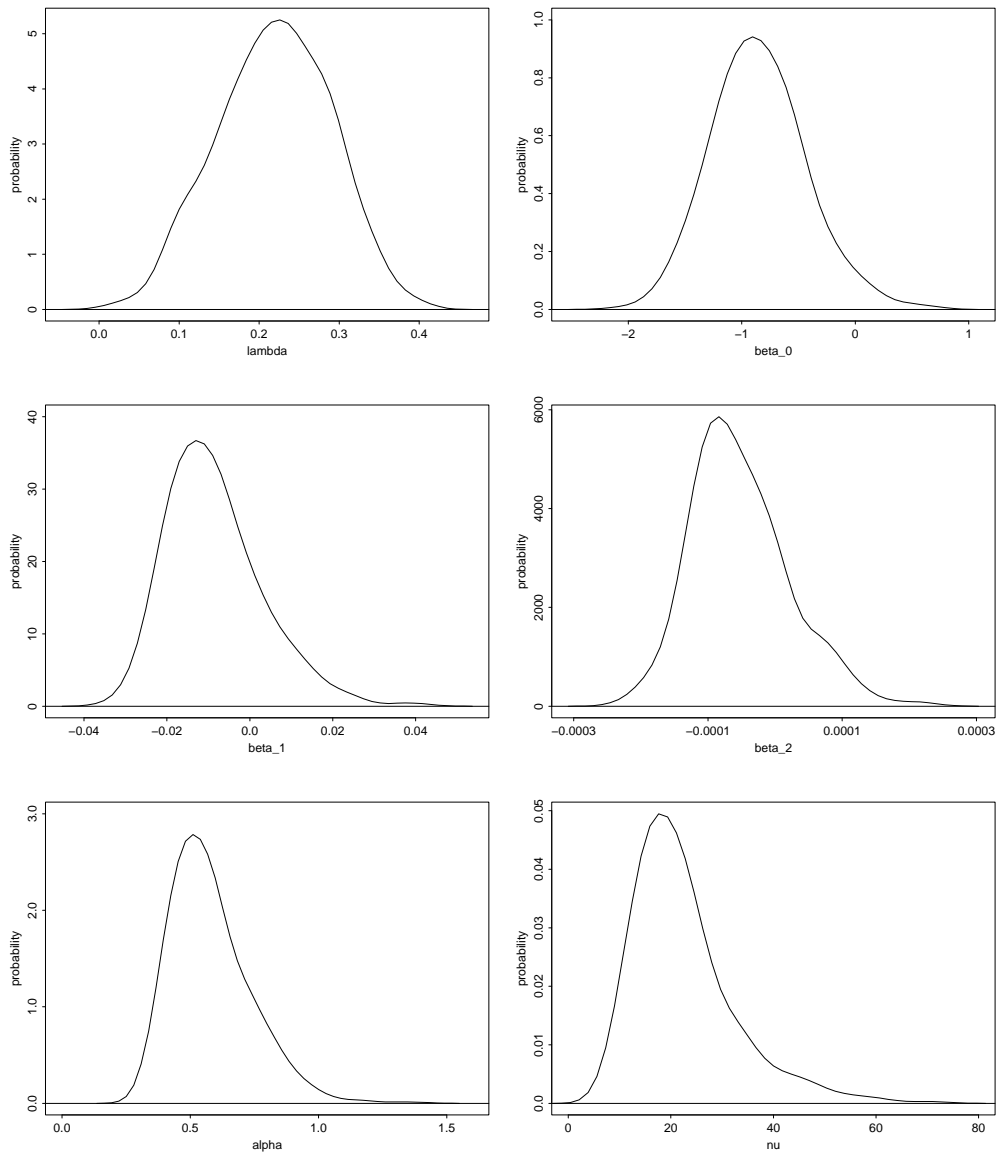 probability
0 1 2 3 4 5
0.0 0.1 0.2 0.3 0.4
lambda
probability
0.0 0.2 0.4 0.6 0.8 1.0
−2 −1 0 1
beta_0
probability
0 10 20 30 40
−0.04 −0.02 0.0 0.02 0.04
beta_1
probability
0 2000 4000 6000
−0.0003 −0.0001 0.0001 0.0003
beta_2
probability
0.0 1.0 2.0 3.0
0.0 0.5 1.0 1.5
alpha
probability
0.0 0.01 0.02 0.03 0.04 0.05
0 20 40 60 80
nu